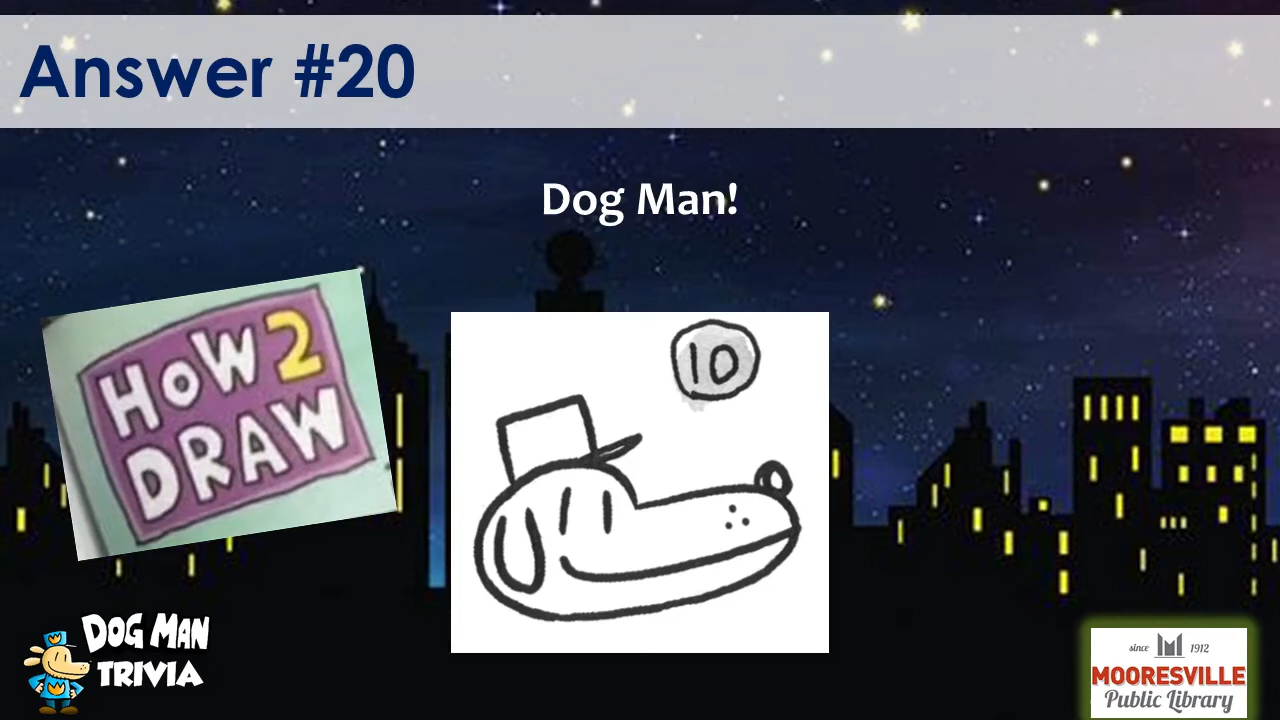 Answer #20
Dog Man!
HOW 2
DRAW
10
DOG MAN
TRIVIA
since 1912
MOORESVILLE
Public Library